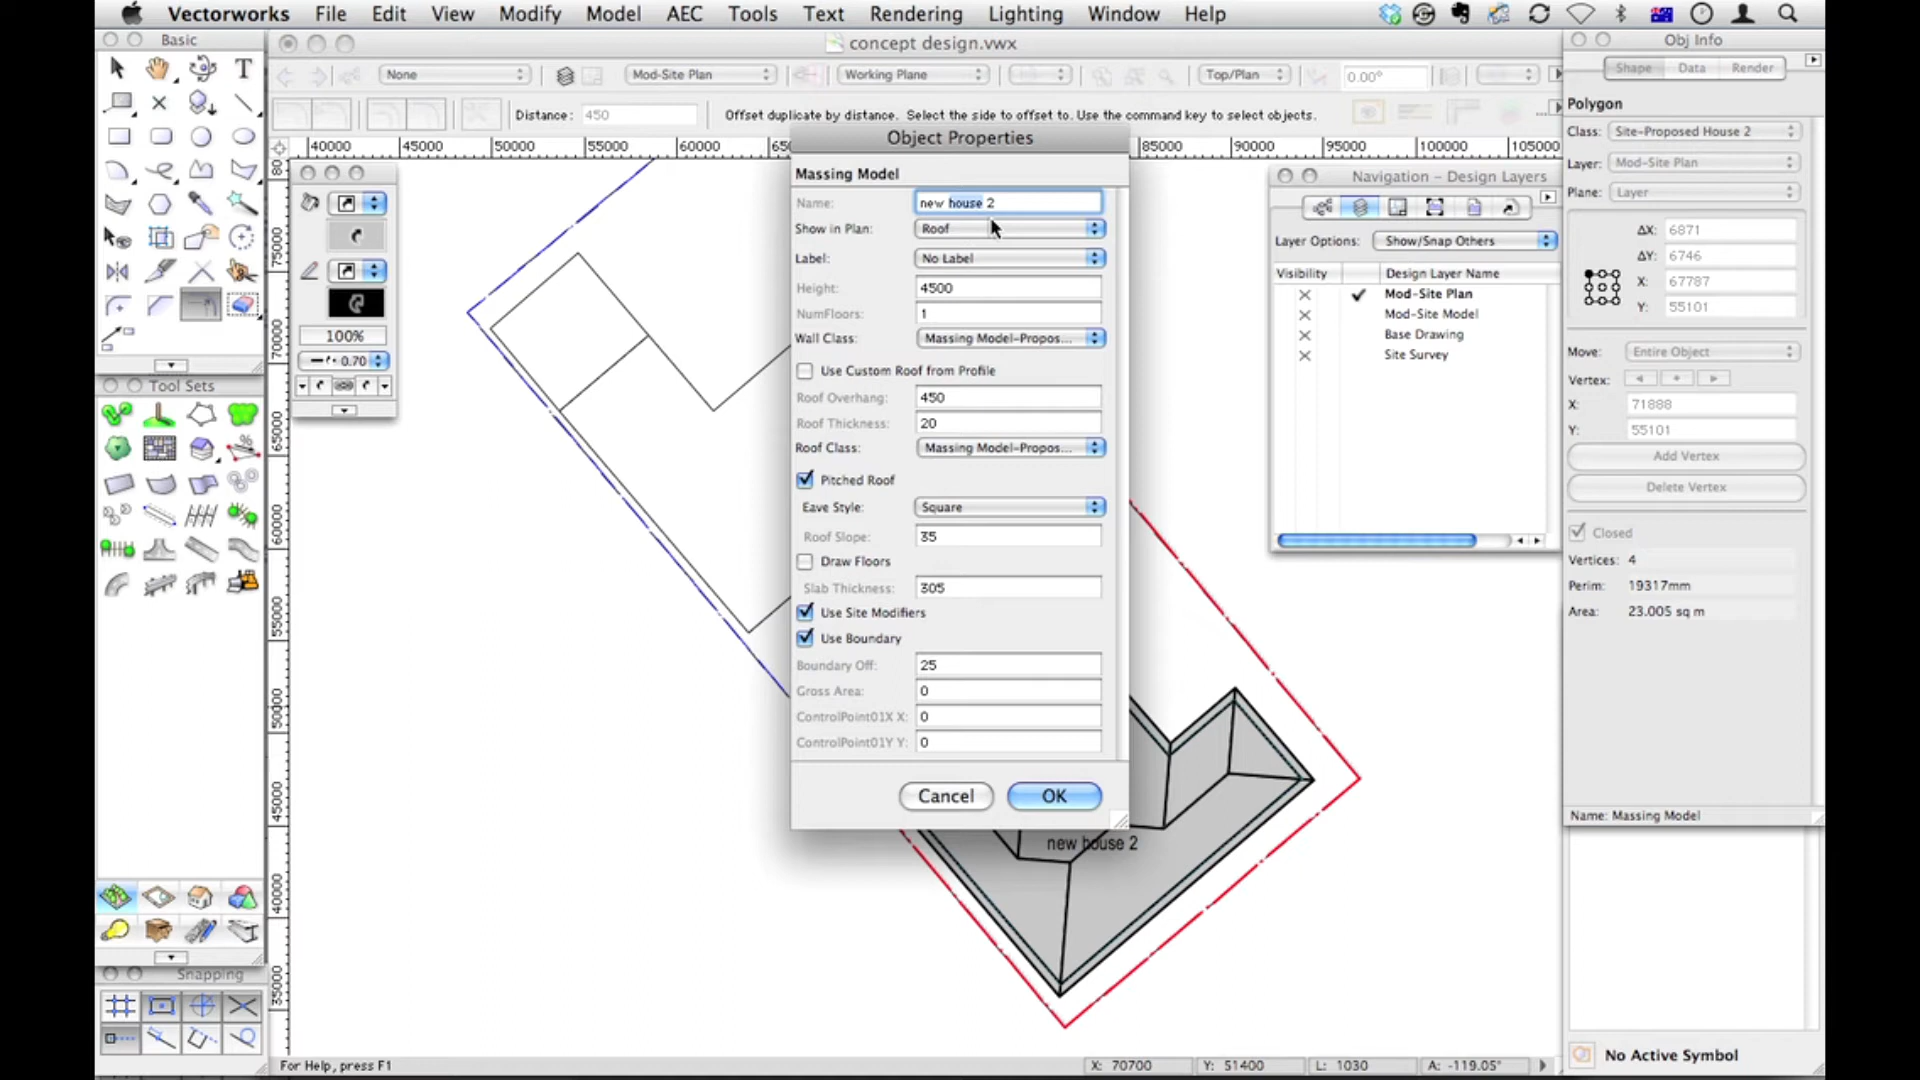 Vectorworks File Edit View Modify Model AEC Tools Text Rendering Lighting Window Help
Basic
concept design.vwx
Obj Info
None
Mod-Site Plan
Working Plane
Top/Plan
0.00°
Shape Data Render
Distance: 450
Offset duplicate by distance. Select the side to offset to. Use the command key to select objects.
Polygon
Class: Site-Proposed House 2
Layer: Mod-Site Plan
Plane: Layer
40000 45000 50000 55000 60000 85000 90000 95000 100000 105000
75000
70000
65000
60000
55000
50000
45000
40000
35000
100%
0.70
Tool Sets
Snapping
Object Properties
Massing Model
Name: new house 2
Show in Plan: Roof
Label: No Label
Height: 4500
NumFloors: 1
Wall Class: Massing Model-Propos...
Use Custom Roof from Profile
Roof Overhang: 450
Roof Thickness: 20
Roof Class: Massing Model-Propos...
Pitched Roof
Eave Style: Square
Roof Slope: 35
Draw Floors
Slab Thickness: 305
Use Site Modifiers
Use Boundary
Boundary Off: 25
Gross Area: 0
ControlPoint01X X: 0
ControlPoint01Y Y: 0
Cancel OK
new house 2
Navigation - Design Layers
Layer Options: Show/Snap Others
Visibility Design Layer Name
Mod-Site Plan
Mod-Site Model
Base Drawing
Site Survey
ΔX: 6871
ΔY: 6746
X: 67787
Y: 55101
Move: Entire Object
Vertex:
X: 71888
Y: 55101
Add Vertex
Delete Vertex
Closed
Vertices: 4
Perim: 19317mm
Area: 23.005 sq m
Name: Massing Model
No Active Symbol
For Help, press F1
X: 70700 Y: 51400 L: 1030 A: -119.05°